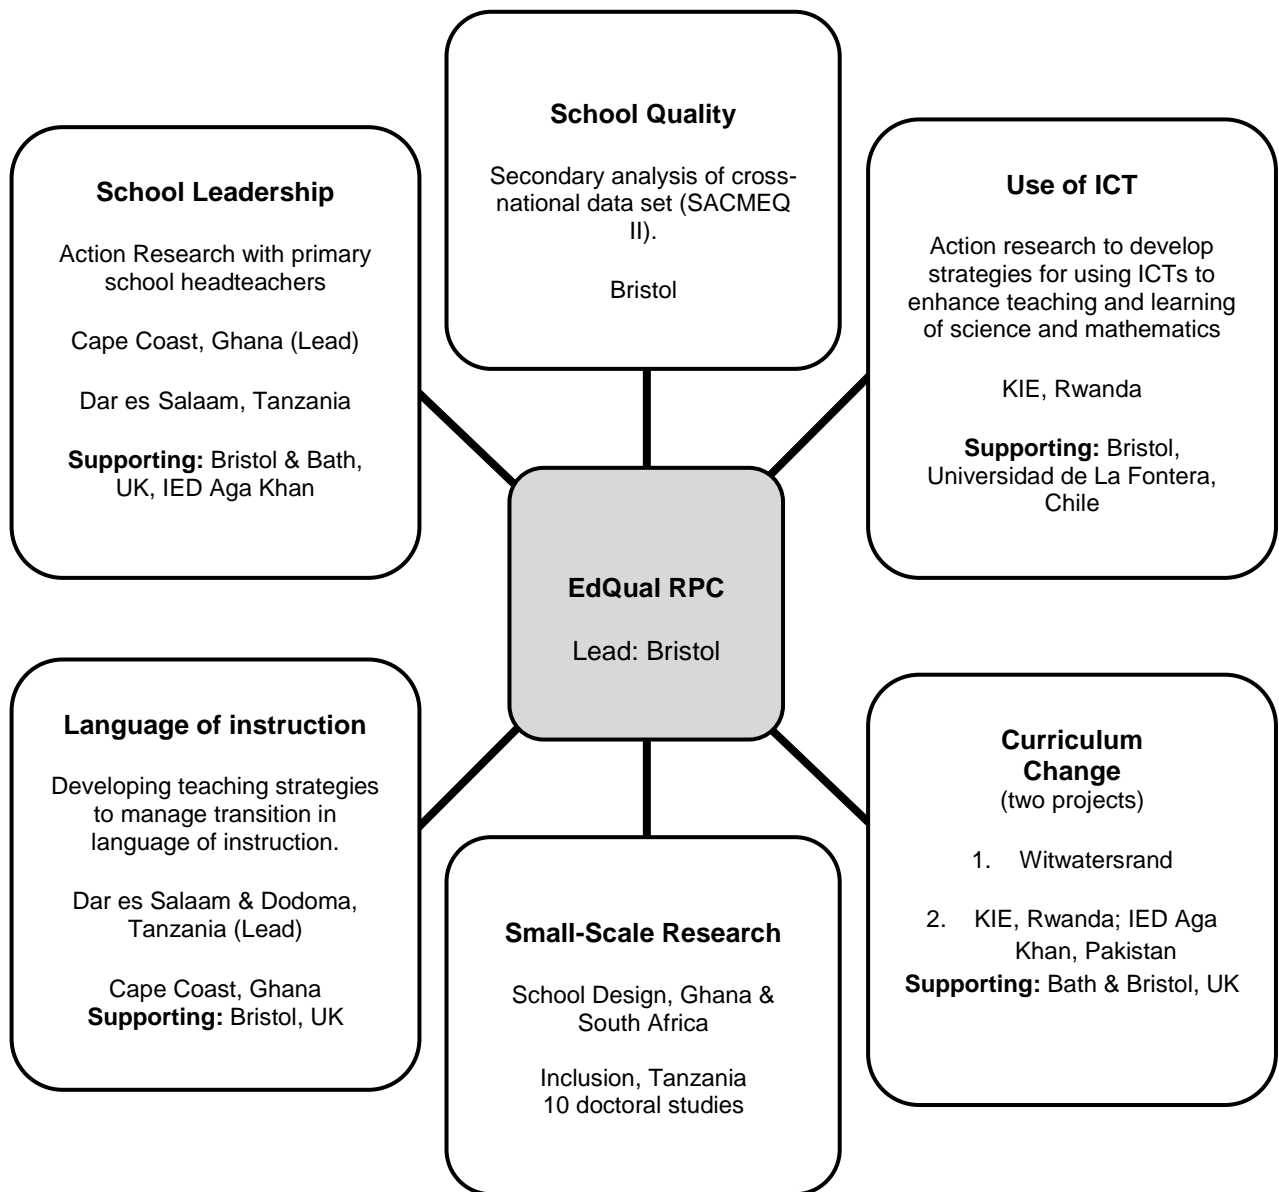 School Quality
Secondary analysis of cross-
national data set (SACMEQ
II).
Bristol
School Leadership
Action Research with primary
school headteachers
Cape Coast, Ghana (Lead)
Dar es Salaam, Tanzania
Supporting: Bristol & Bath,
UK, IED Aga Khan
Use of ICT
Action research to develop
strategies for using ICTs to
enhance teaching and learning
of science and mathematics
KIE, Rwanda
Supporting: Bristol,
Universidad de La Fontera,
Chile
EdQual RPC
Lead: Bristol
Language of instruction
Developing teaching strategies
to manage transition in
language of instruction.
Dar es Salaam & Dodoma,
Tanzania (Lead)
Cape Coast, Ghana
Supporting: Bristol, UK
Small-Scale Research
School Design, Ghana &
South Africa
Inclusion, Tanzania
10 doctoral studies
Curriculum
Change
(two projects)
1. Witwatersrand
2. KIE, Rwanda; IED Aga
Khan, Pakistan
Supporting: Bath & Bristol, UK